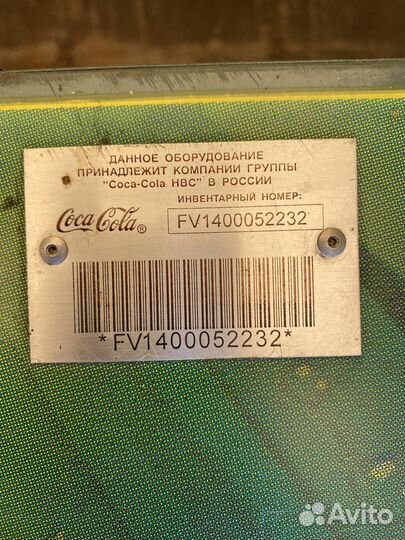 ДАННОЕ ОБОРУДОВАНИЕ
ПРИНАДЛЕЖИТ КОМПАНИИ ГРУППЫ
"Coca-Cola HBC" В РОССИИ
ИНВЕНТАРНЫЙ НОМЕР:
Coca Cola®
FV1400052232
*FV1400052232*
Avito